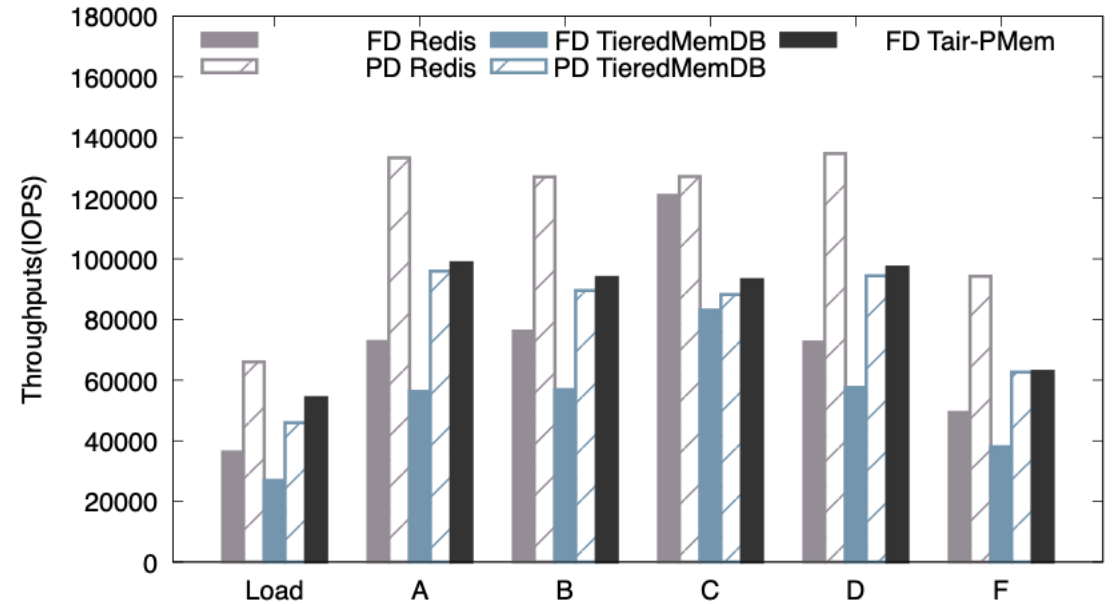 Throughputs(IOPS)
180000
160000
140000
120000
100000
80000
60000
40000
20000
0
FD Redis FD TieredMemDB FD Tair-PMem
PD Redis PD TieredMemDB
Load A B C D F